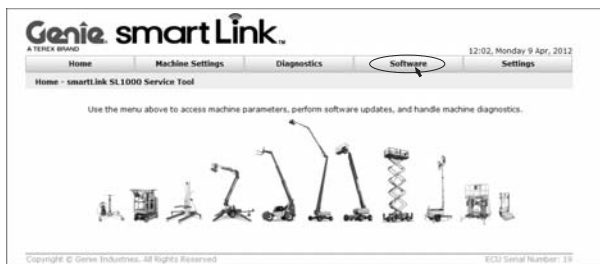 Genie smartLink™
A TEREX BRAND
12:02, Monday 9 Apr, 2012
Home Machine Settings Diagnostics Software Settings
Home - smartLink SL1000 Service Tool
Use the menu above to access machine parameters, perform software updates, and handle machine diagnostics.
Copyright © Genie Industries. All Rights Reserved ECU Serial Number: 19